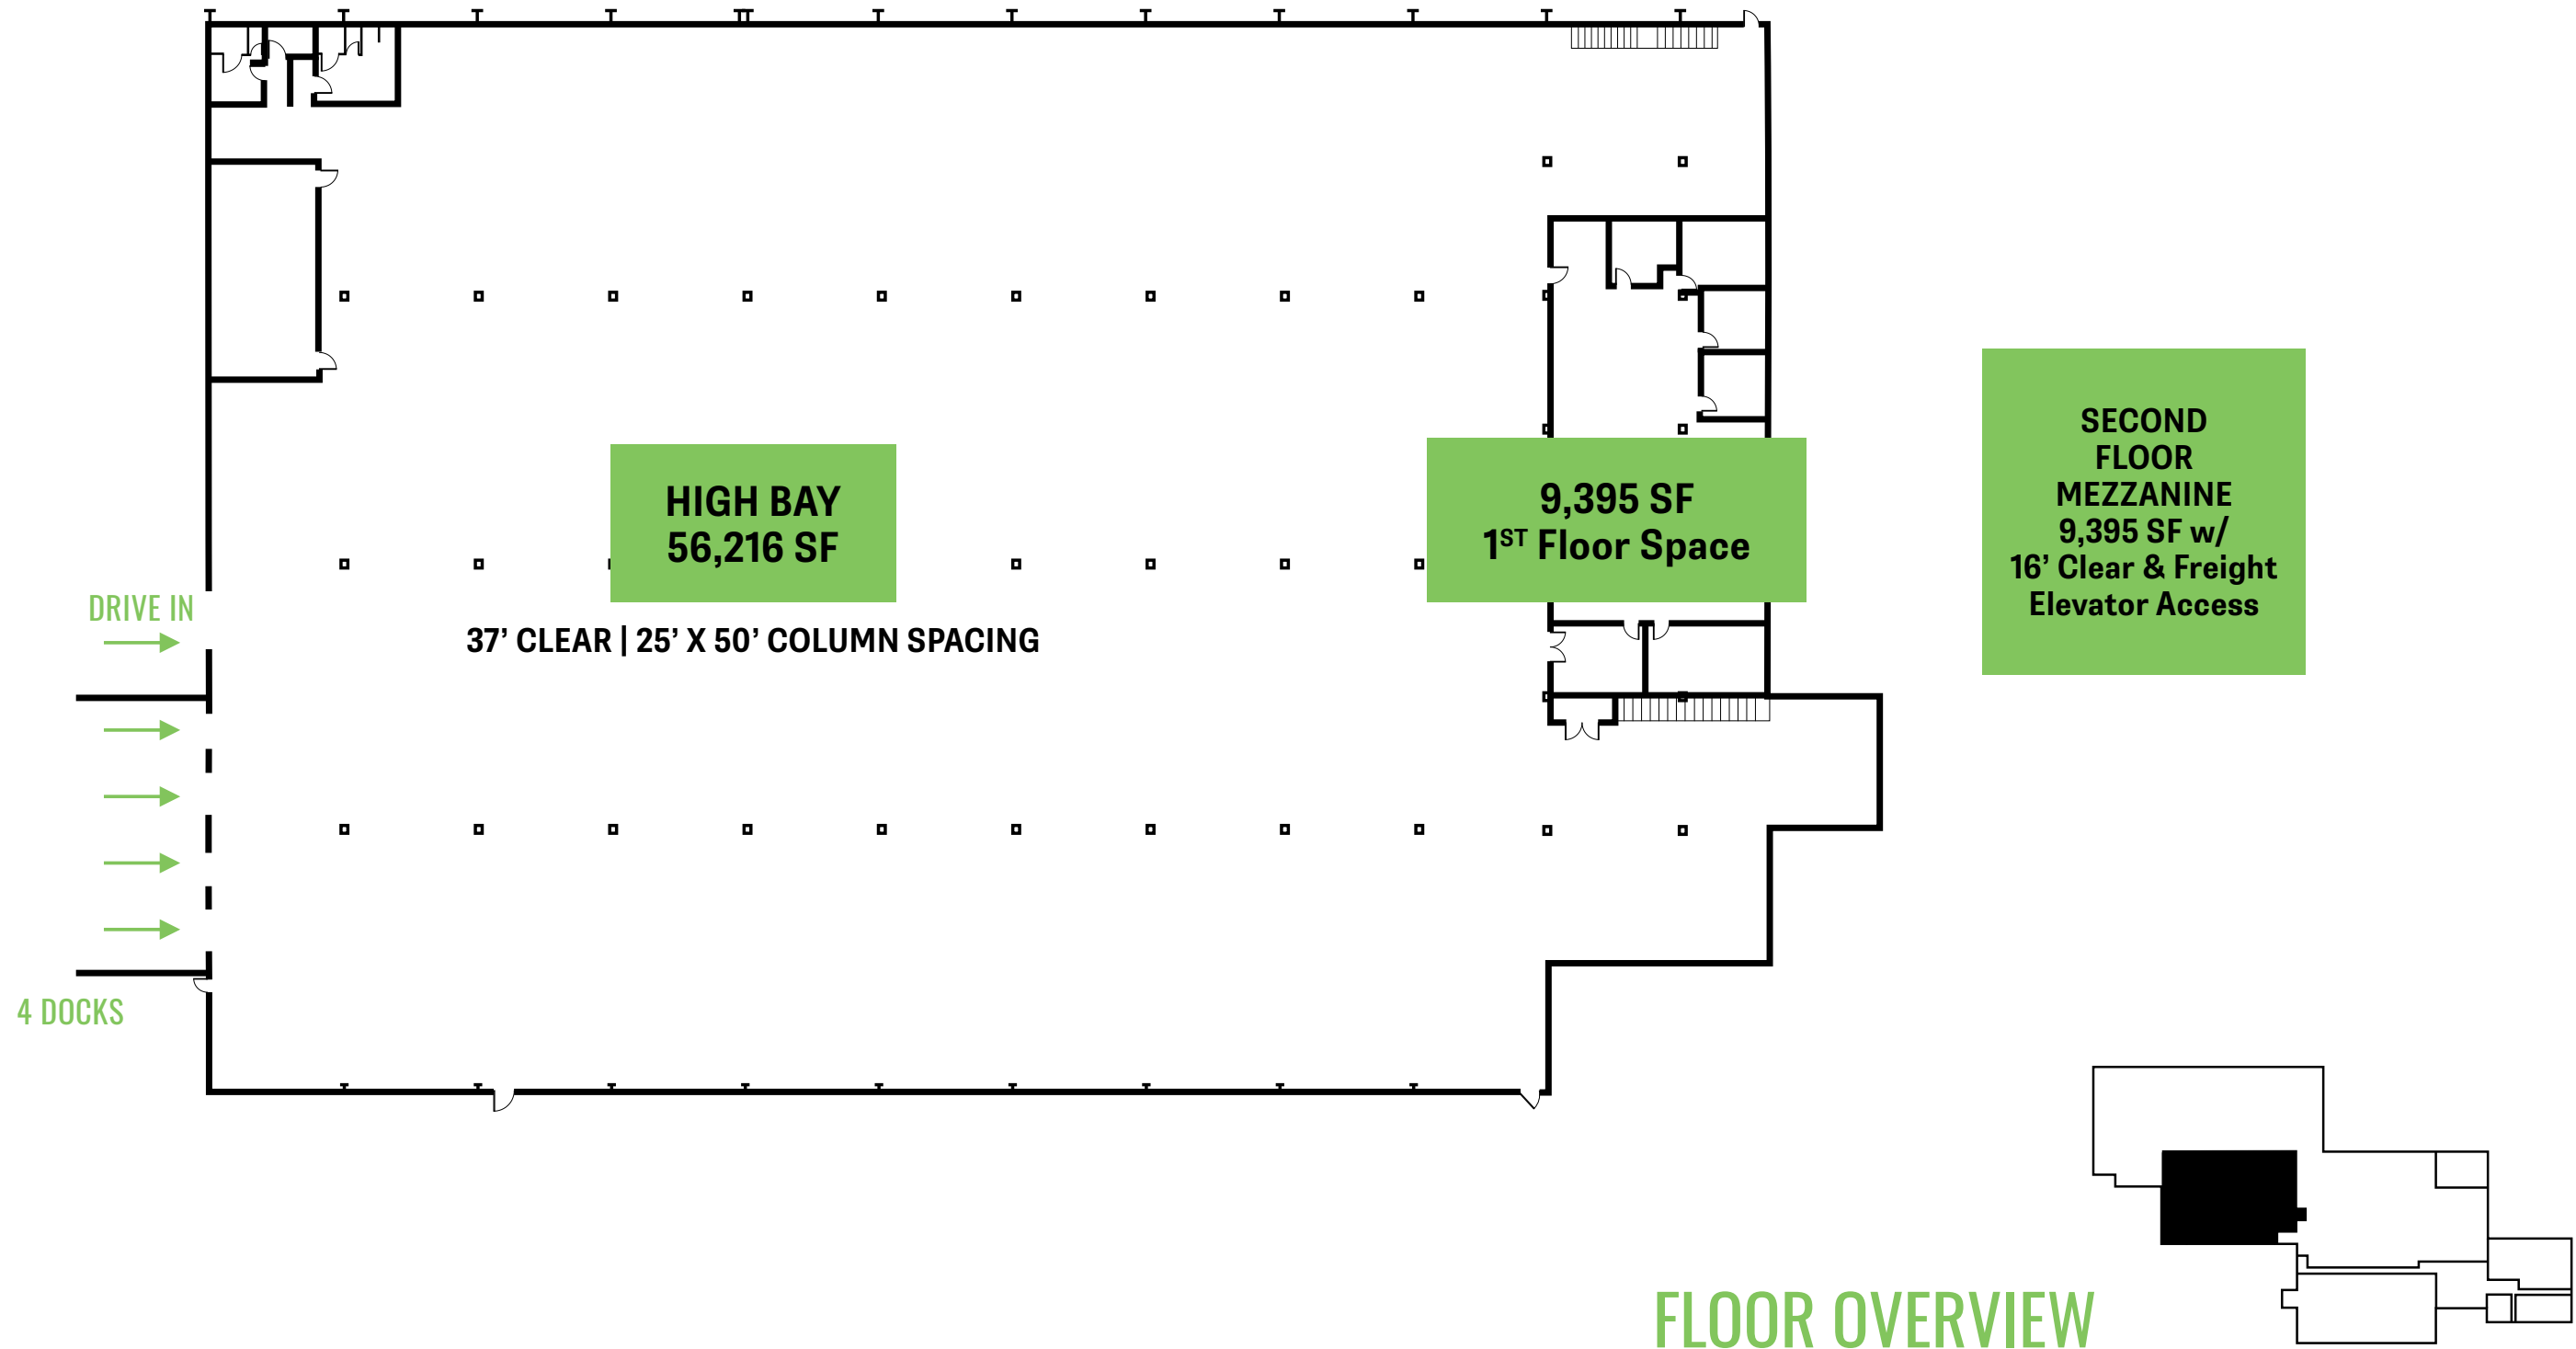 HIGH BAY
56,216 SF
9,395 SF
1ST Floor Space
SECOND
FLOOR
MEZZANINE
9,395 SF w/
16’ Clear & Freight
Elevator Access
DRIVE IN
37’ CLEAR | 25’ X 50’ COLUMN SPACING
4 DOCKS
FLOOR OVERVIEW